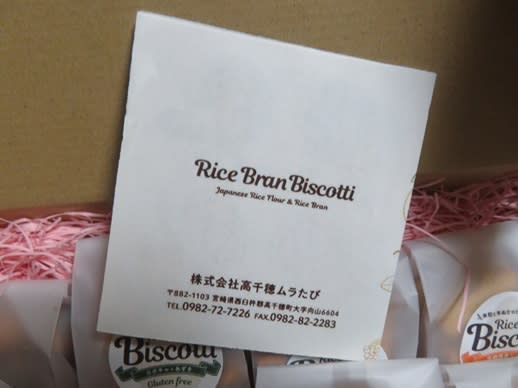 Rice Bran Biscotti
Japanese Rice Flour & Rice Bran
株式会社高千穂ムラたび
〒882-1103 宮崎県西臼杵郡高千穂町大字向山6604
TEL.0982-72-7226 FAX.0982-82-2283
Biscotti
Gluten free
Rice
Bis